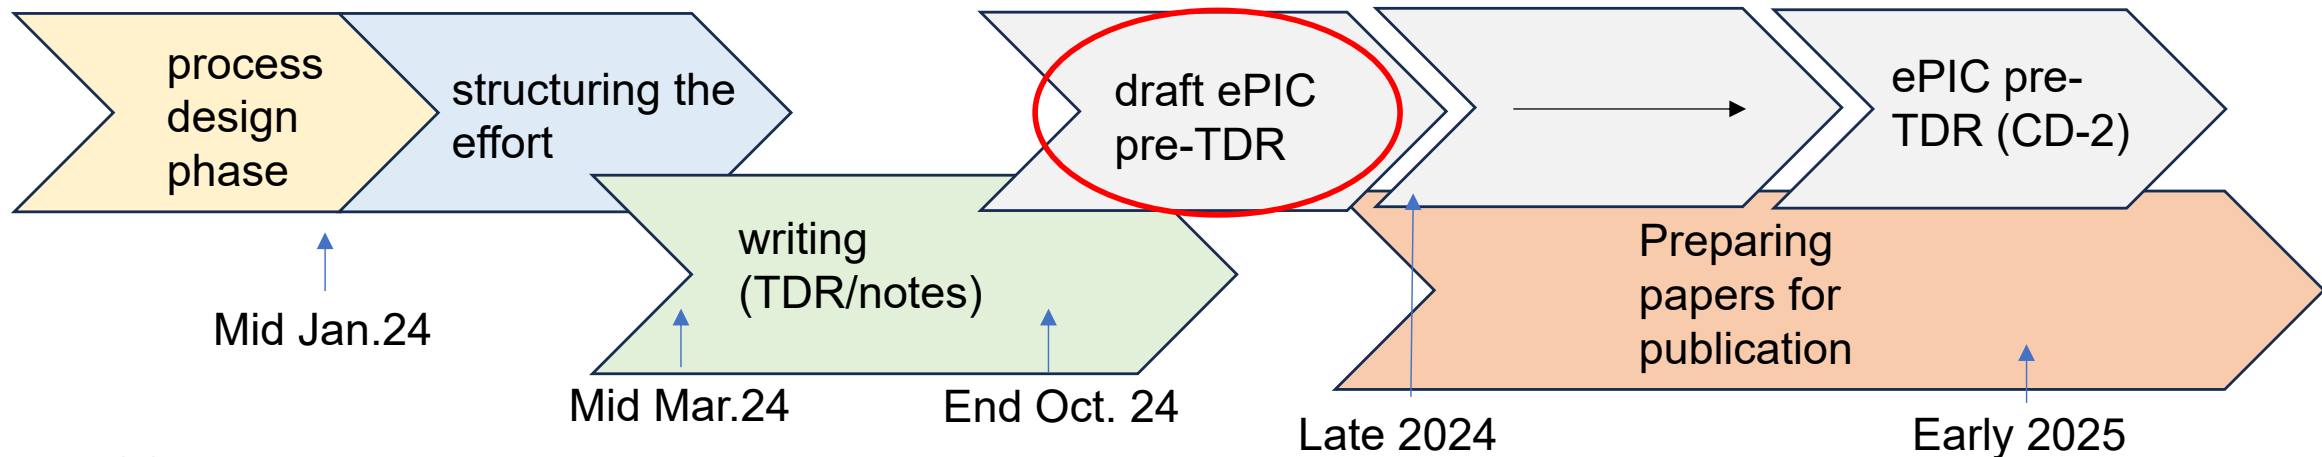 process
design
phase
structuring the
effort
draft ePIC
pre-TDR
ePIC pre-
TDR (CD-2)
writing
(TDR/notes)
Preparing
papers for
publication
Mid Jan.24
Mid Mar.24
End Oct. 24
Late 2024
Early 2025